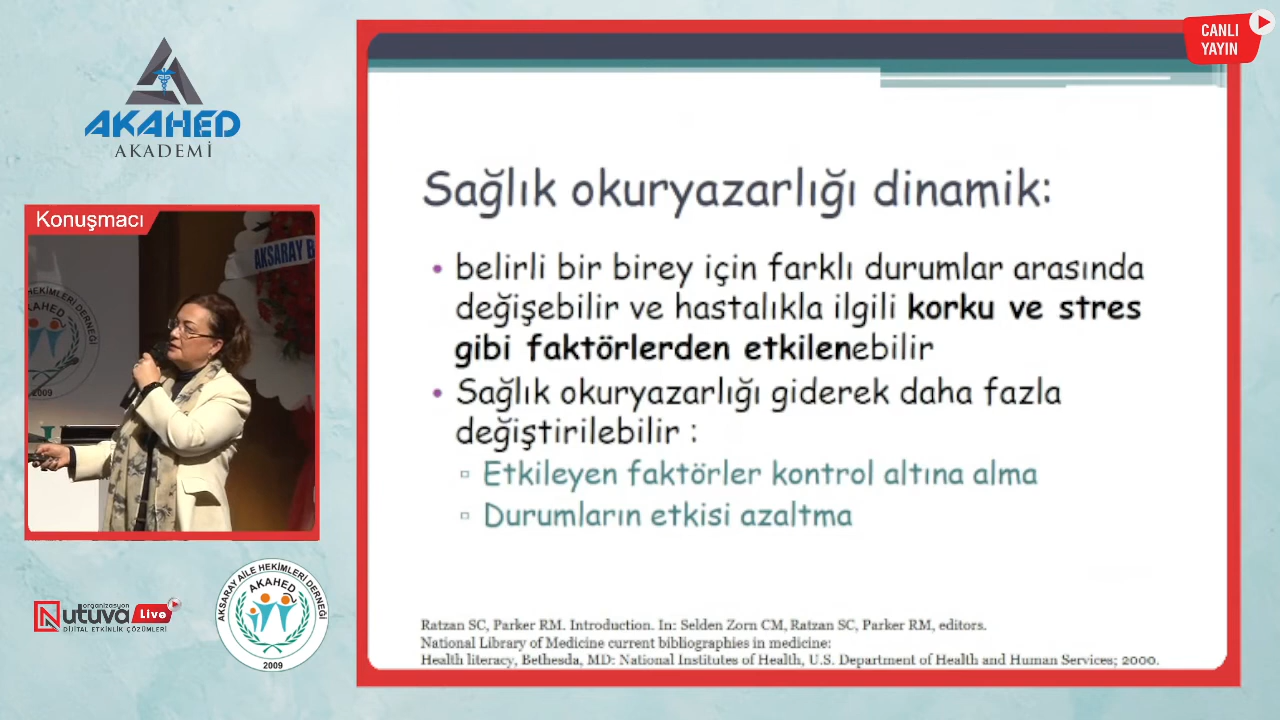 CANLI
YAYIN
AKAHED
AKADEMİ
Konuşmacı
AKSARAY
HEKİMLERİ DERNEĞİ
AKAHED
2009
Sağlık okuryazarlığı dinamik:
• belirli bir birey için farklı durumlar arasında
değişebilir ve hastalıkla ilgili korku ve stres
gibi faktörlerden etkilenebilir
• Sağlık okuryazarlığı giderek daha fazla
değiştirilebilir :
▫ Etkileyen faktörler kontrol altına alma
▫ Durumların etkisi azaltma
Ratzan SC, Parker RM. Introduction. In: Selden Zorn CM, Ratzan SC, Parker RM, editors.
National Library of Medicine current bibliographies in medicine:
Health literacy, Bethesda, MD: National Institutes of Health, U.S. Department of Health and Human Services; 2000.
organizasyon
Nutuva Live
DİJİTAL ETKİNLİK ÇÖZÜMLERİ
AKSARAY AİLE HEKİMLERİ DERNEĞİ
AKAHED
2009